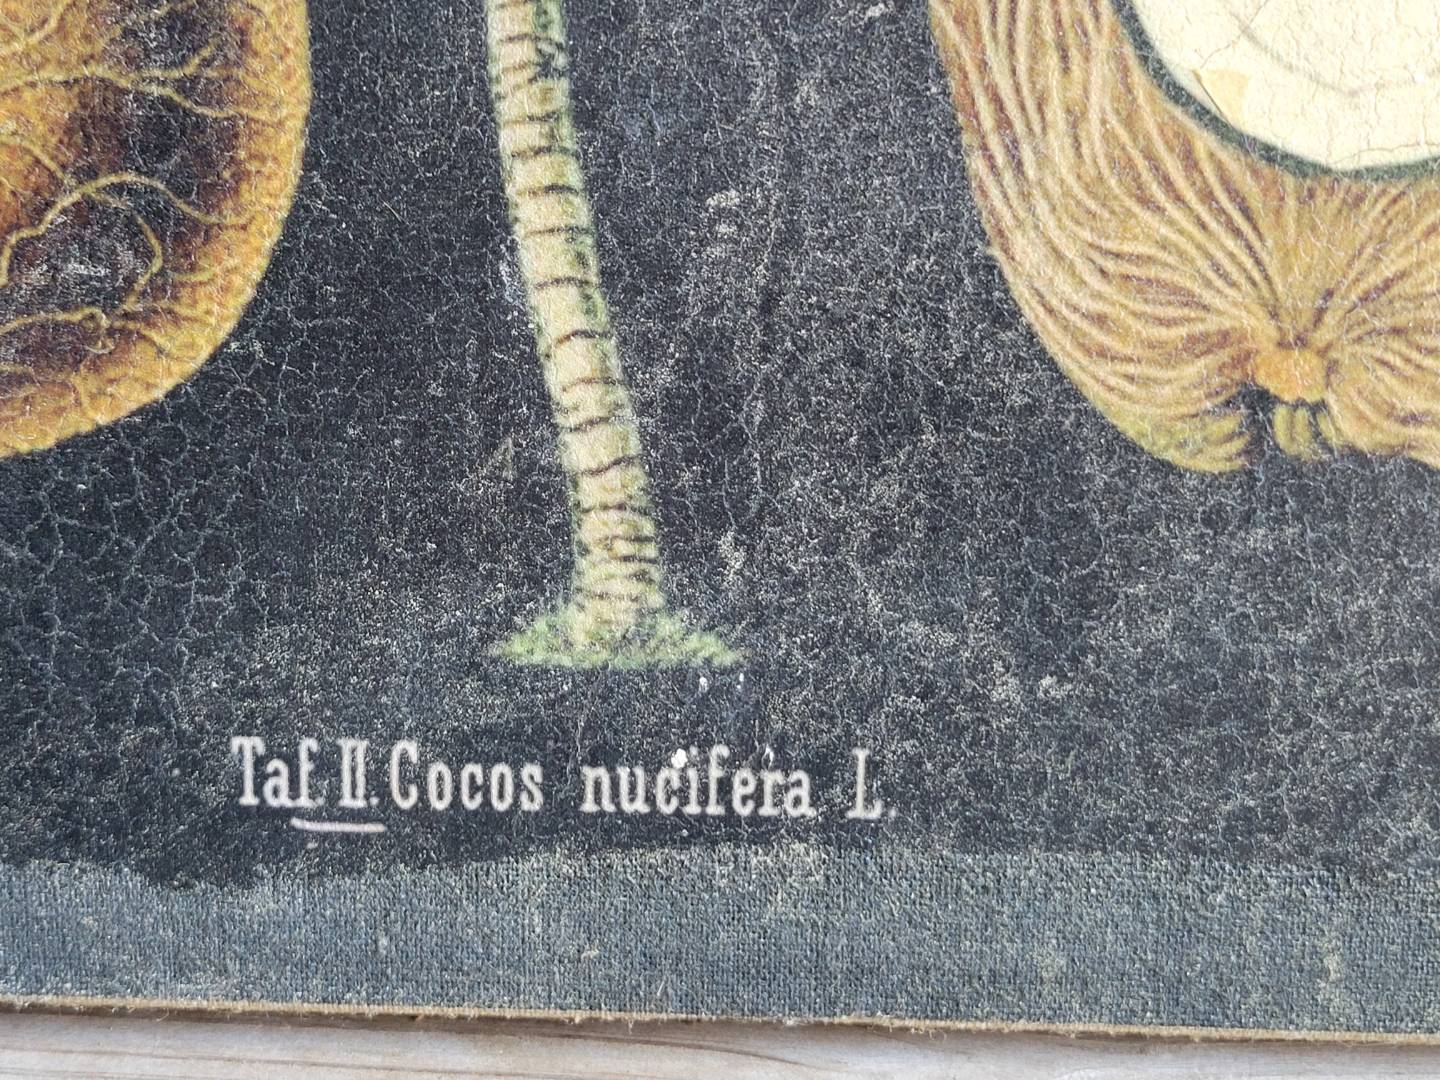 Taf. II. Cocos nucifera L.